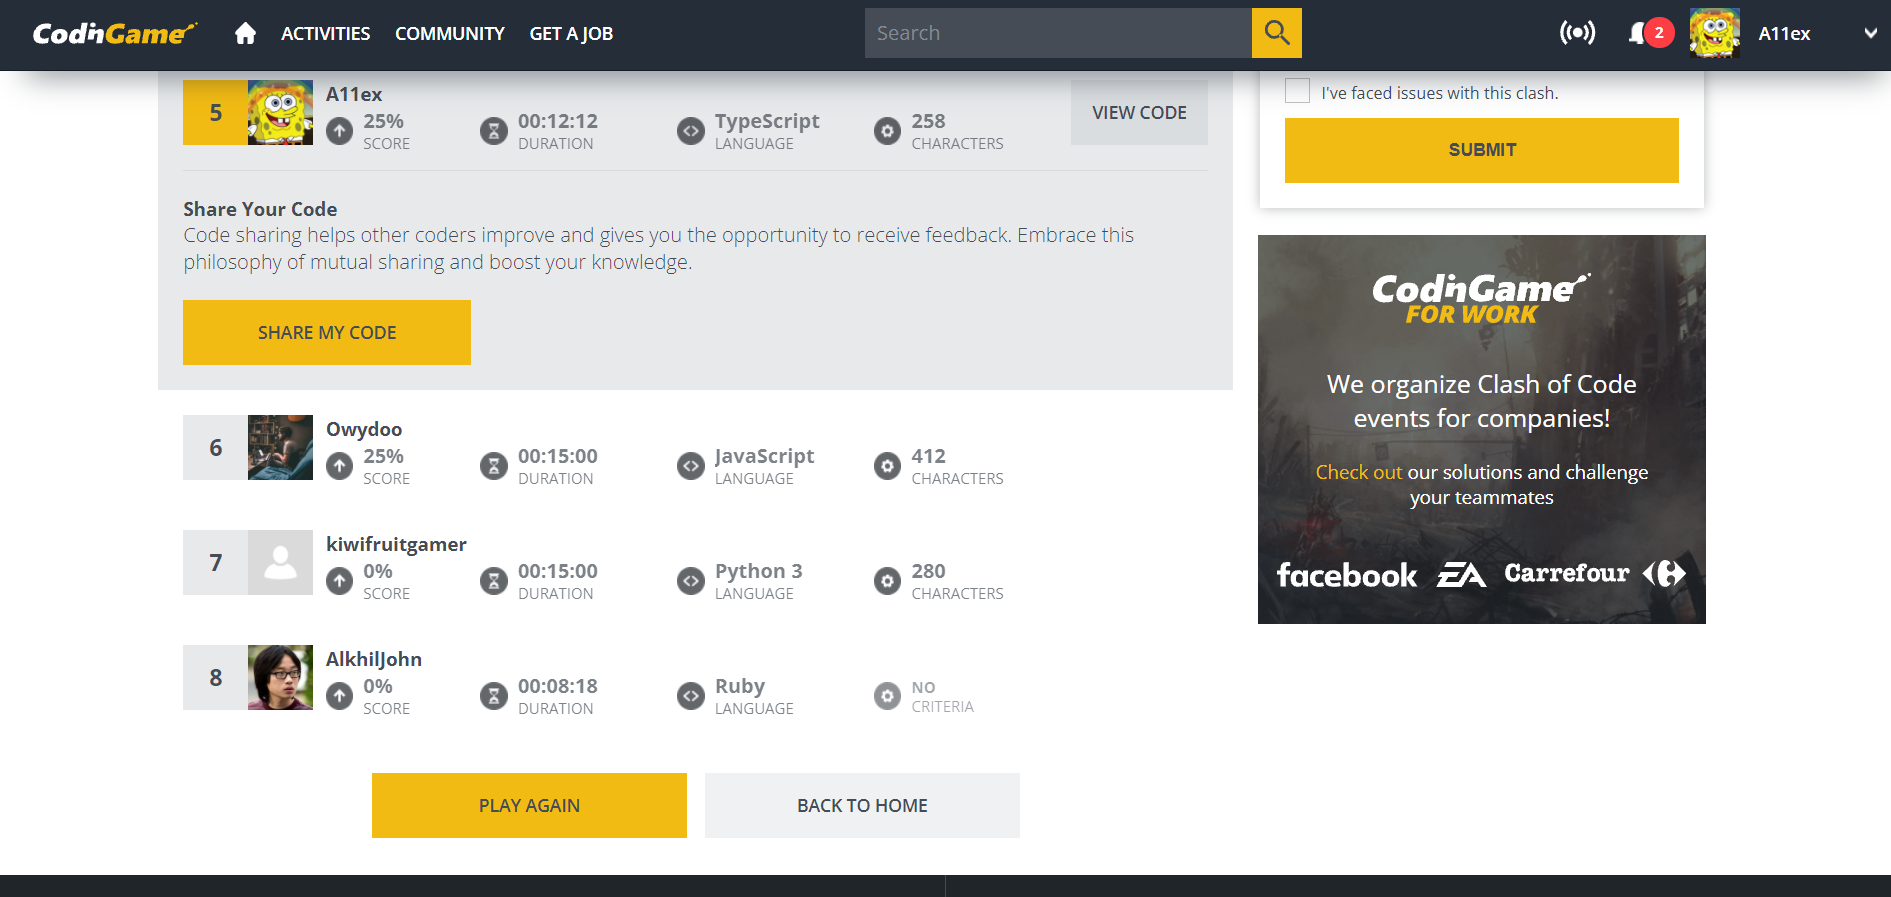 CodinGame
ACTIVITIES
COMMUNITY
GET A JOB
Search
2
A11ex
5
A11ex
25%
SCORE
00:12:12
DURATION
TypeScript
LANGUAGE
258
CHARACTERS
VIEW CODE
Share Your Code
Code sharing helps other coders improve and gives you the opportunity to receive feedback. Embrace this
philosophy of mutual sharing and boost your knowledge.
SHARE MY CODE
6
Owydoo
25%
SCORE
00:15:00
DURATION
JavaScript
LANGUAGE
412
CHARACTERS
7
kiwifruitgamer
0%
SCORE
00:15:00
DURATION
Python 3
LANGUAGE
280
CHARACTERS
8
AlkhilJohn
0%
SCORE
00:08:18
DURATION
Ruby
LANGUAGE
NO
CRITERIA
PLAY AGAIN
BACK TO HOME
I've faced issues with this clash.
SUBMIT
CodinGame
FOR WORK
We organize Clash of Code
events for companies!
Check out our solutions and challenge
your teammates
facebook EA Carrefour